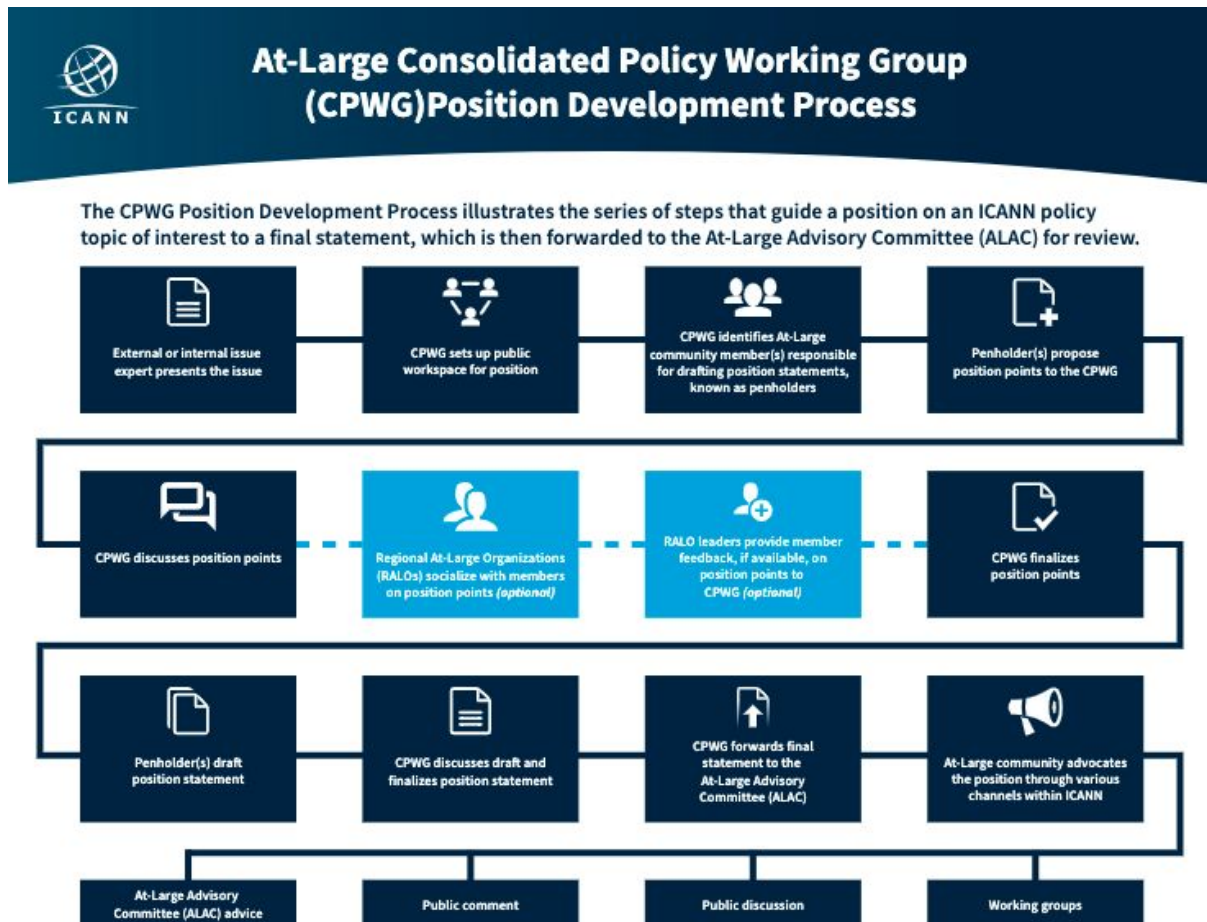 ICANN
At-Large Consolidated Policy Working Group
(CPWG)Position Development Process
The CPWG Position Development Process illustrates the series of steps that guide a position on an ICANN policy
topic of interest to a final statement, which is then forwarded to the At-Large Advisory Committee (ALAC) for review.
External or internal issue
expert presents the issue
CPWG sets up public
workspace for position
CPWG identifies At-Large
community member(s) responsible
for drafting position statements,
known as penholders
Penholder(s) propose
position points to the CPWG
CPWG discusses position points
Regional At-Large Organizations
(RALOs) socialize with members
on position points (optional)
RALO leaders provide member
feedback, if available, on
position points to
CPWG (optional)
CPWG finalizes
position points
Penholder(s) draft
position statement
CPWG discusses draft and
finalizes position statement
CPWG forwards final
statement to the
At-Large Advisory
Committee (ALAC)
At-Large community advocates
the position through various
channels within ICANN
At-Large Advisory
Committee (ALAC) advice
Public comment
Public discussion
Working groups